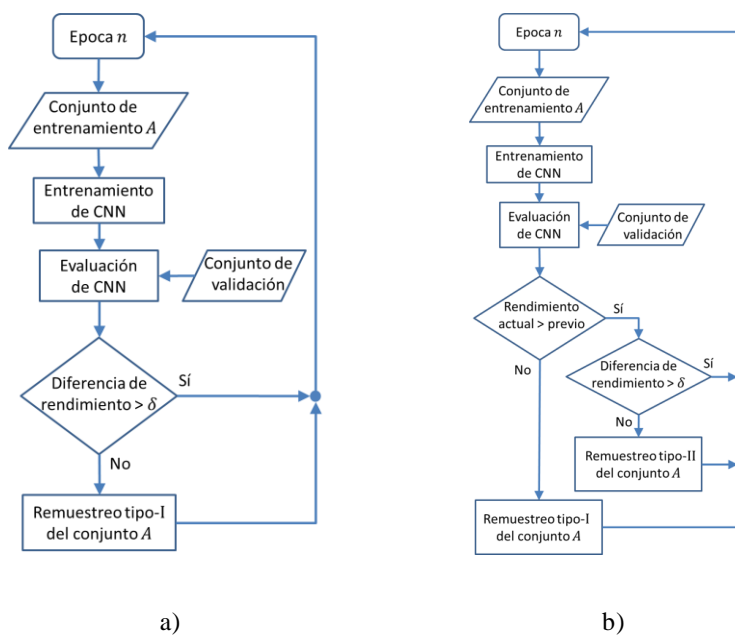 Epoca n
Conjunto de
entrenamiento A
Entrenamiento
de CNN
Evaluación
de CNN
Conjunto de
validación
Diferencia de
rendimiento > δ
Sí
No
Remuestreo tipo-I
del conjunto A
a)
Epoca n
Conjunto de
entrenamiento A
Entrenamiento
de CNN
Evaluación
de CNN
Conjunto de
validación
Rendimiento
actual > previo
Sí
No
Diferencia de
rendimiento > δ
Sí
No
Remuestreo tipo-II
del conjunto A
Remuestreo tipo-I
del conjunto A
b)